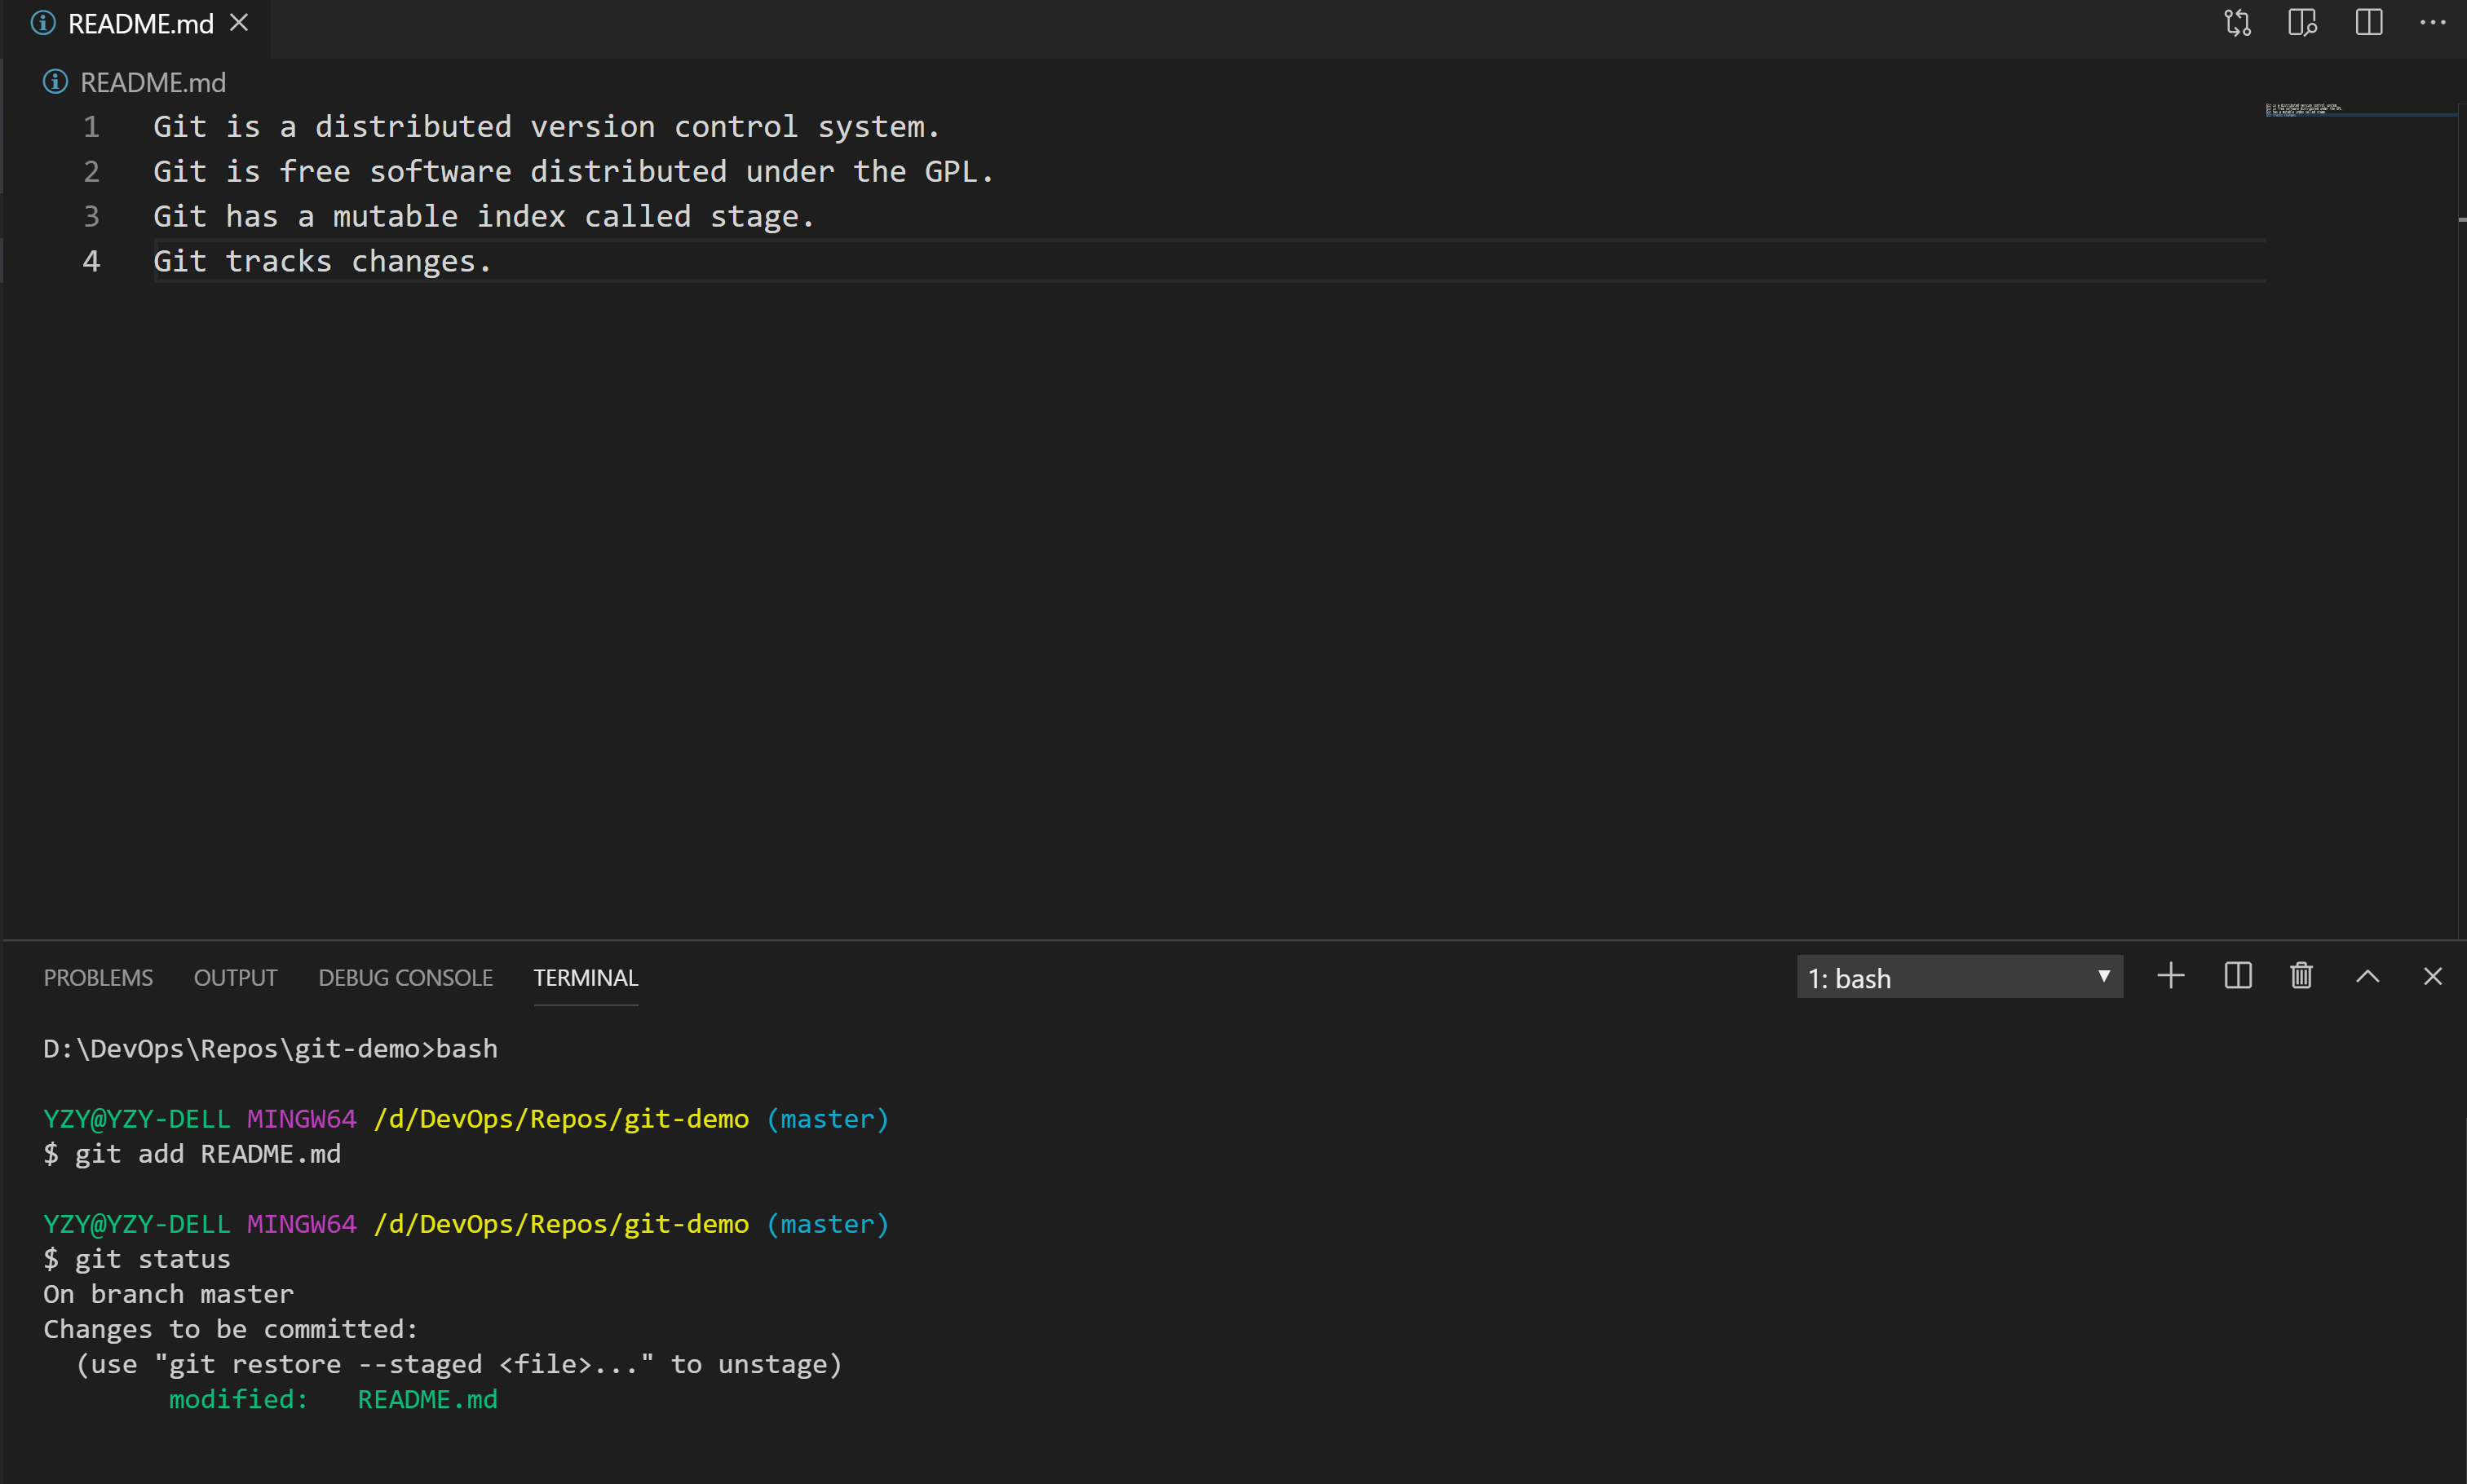 README.md
README.md
1 Git is a distributed version control system.
2 Git is free software distributed under the GPL.
3 Git has a mutable index called stage.
4 Git tracks changes.
PROBLEMS OUTPUT DEBUG CONSOLE TERMINAL 1: bash
D:\DevOps\Repos\git-demo>bash
YZY@YZY-DELL MINGW64 /d/DevOps/Repos/git-demo (master)
$ git add README.md
YZY@YZY-DELL MINGW64 /d/DevOps/Repos/git-demo (master)
$ git status
On branch master
Changes to be committed:
(use "git restore --staged <file>..." to unstage)
modified: README.md